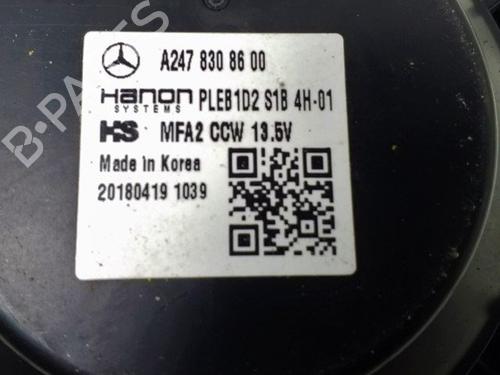 A247 830 86 00
Hanon PLEB1D2 S1B 4H-01
SYSTEMS
HS MFA2 CCW 13.5V
Made in Korea
20180419 1039